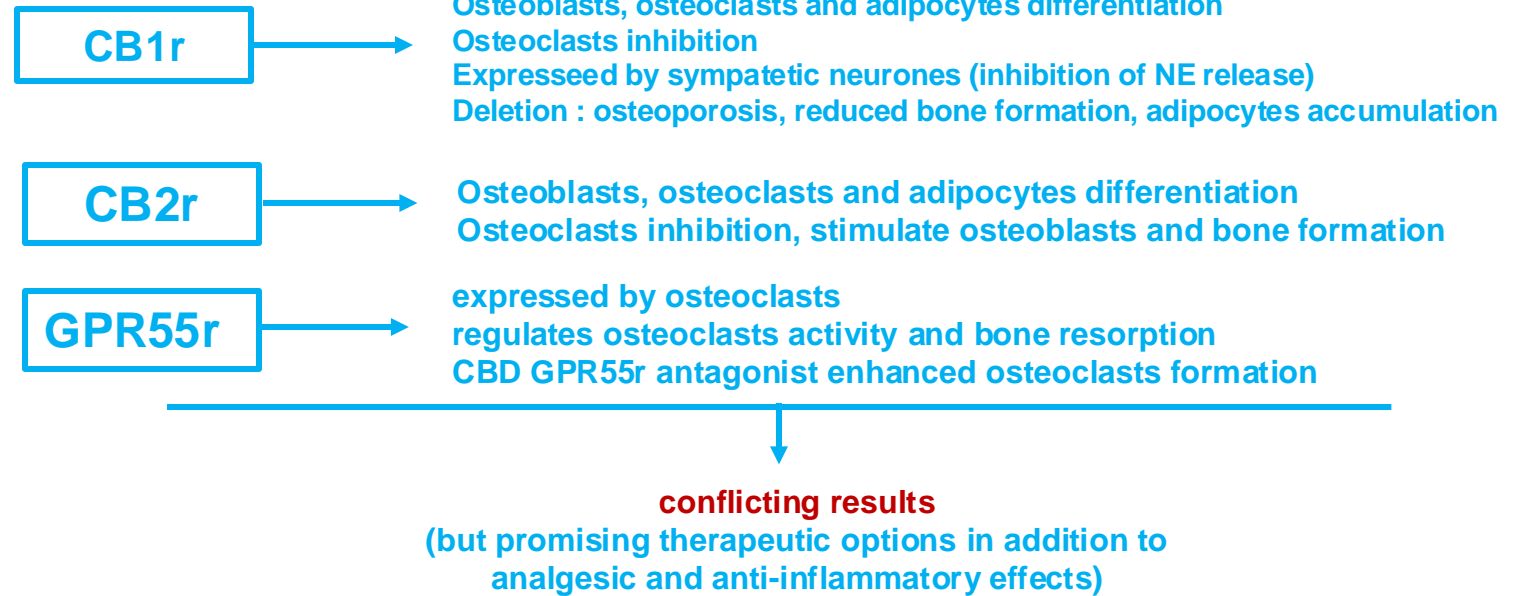 CB1r
Osteoblasts, osteoclasts and adipocytes differentiation
Osteoclasts inhibition
Expresseed by sympatetic neurones (inhibition of NE release)
Deletion : osteoporosis, reduced bone formation, adipocytes accumulation
CB2r
Osteoblasts, osteoclasts and adipocytes differentiation
Osteoclasts inhibition, stimulate osteoblasts and bone formation
GPR55r
expressed by osteoclasts
regulates osteoclasts activity and bone resorption
CBD GPR55r antagonist enhanced osteoclasts formation
conflicting results
(but promising therapeutic options in addition to
analgesic and anti-inflammatory effects)